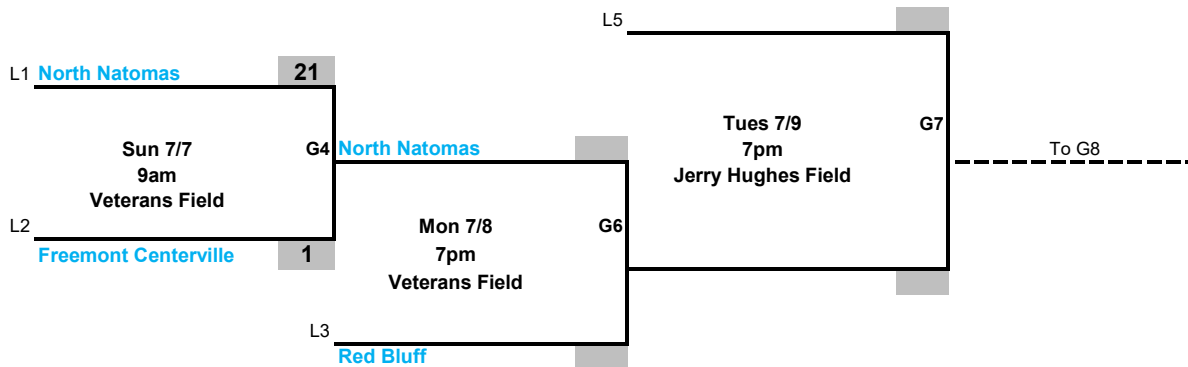 L5
L1 North Natomas 21
Tues 7/9 G7
Sun 7/7 G4 North Natomas 7pm To G8
9am Jerry Hughes Field
Veterans Field
L2 Mon 7/8 G6
Freemont Centerville 1 7pm
Veterans Field
L3
Red Bluff